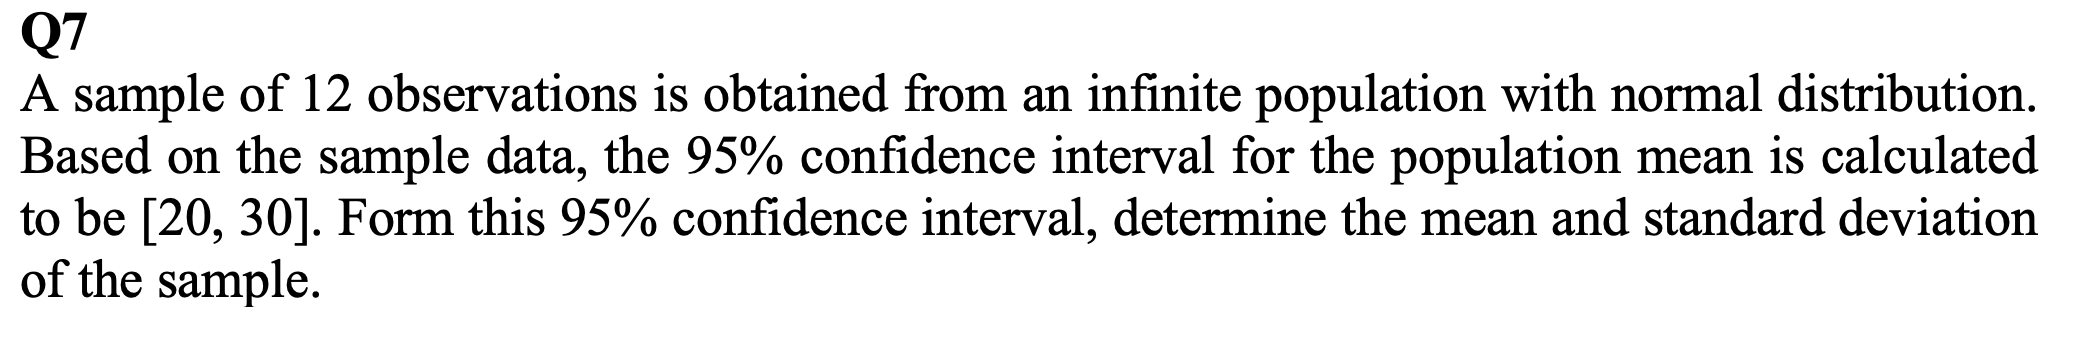 Q7
A sample of 12 observations is obtained from an infinite population with normal distribution.
Based on the sample data, the 95% confidence interval for the population mean is calculated
to be [20, 30]. Form this 95% confidence interval, determine the mean and standard deviation
of the sample.